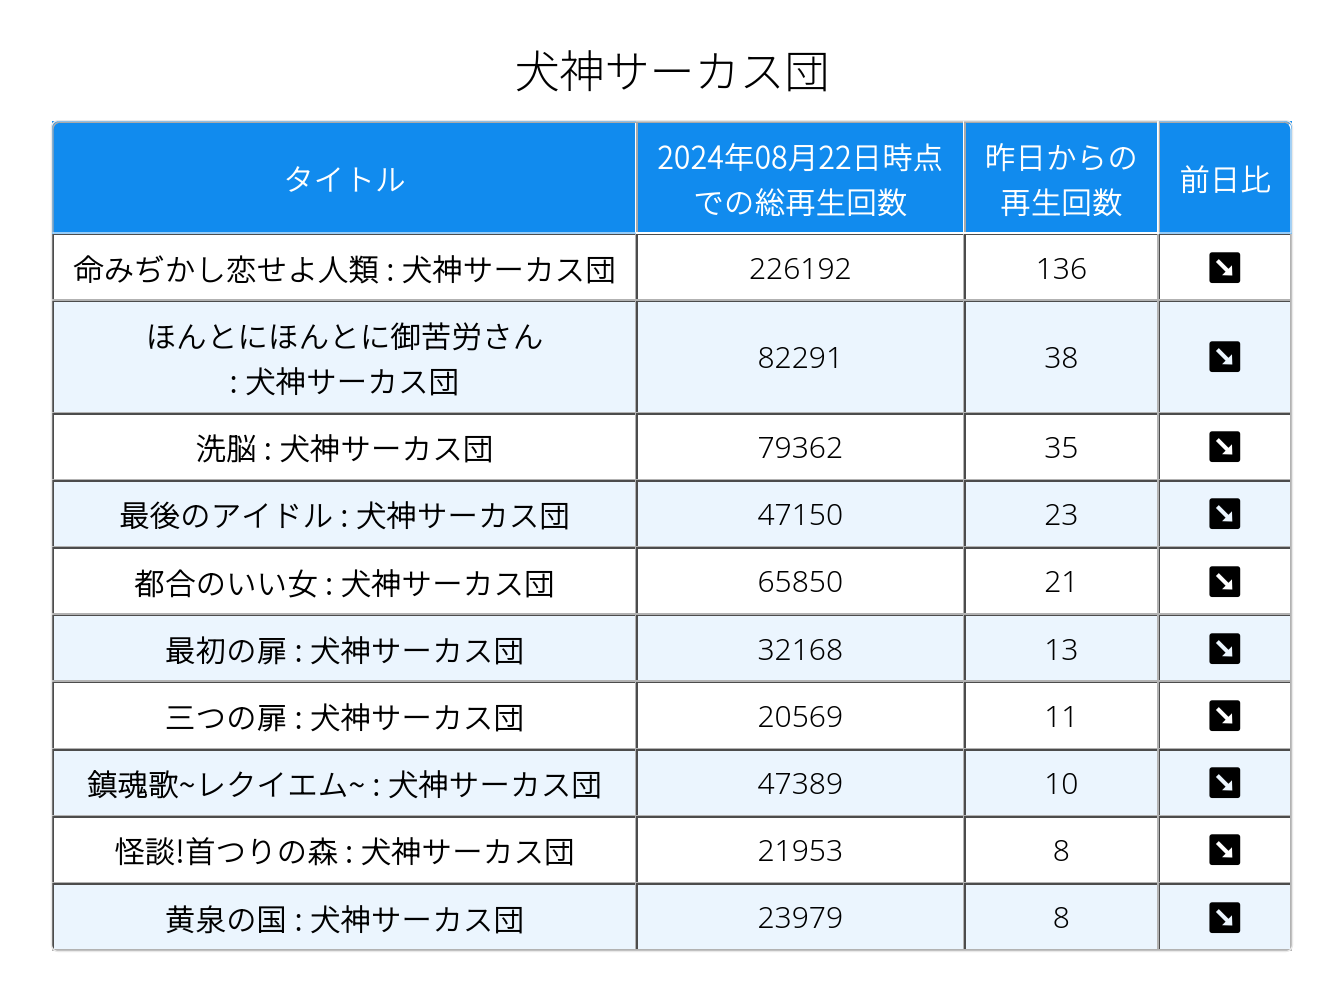 犬神サーカス団
タイトル
2024年08月22日時点
での総再生回数
昨日からの
再生回数
前日比
命みぢかし恋せよ人類 : 犬神サーカス団 226192 136 ↘
ほんとにほんとに御苦労さん
: 犬神サーカス団 82291 38 ↘
洗脳 : 犬神サーカス団 79362 35 ↘
最後のアイドル : 犬神サーカス団 47150 23 ↘
都合のいい女 : 犬神サーカス団 65850 21 ↘
最初の扉 : 犬神サーカス団 32168 13 ↘
三つの扉 : 犬神サーカス団 20569 11 ↘
鎮魂歌~レクイエム~ : 犬神サーカス団 47389 10 ↘
怪談!首つりの森 : 犬神サーカス団 21953 8 ↘
黄泉の国 : 犬神サーカス団 23979 8 ↘